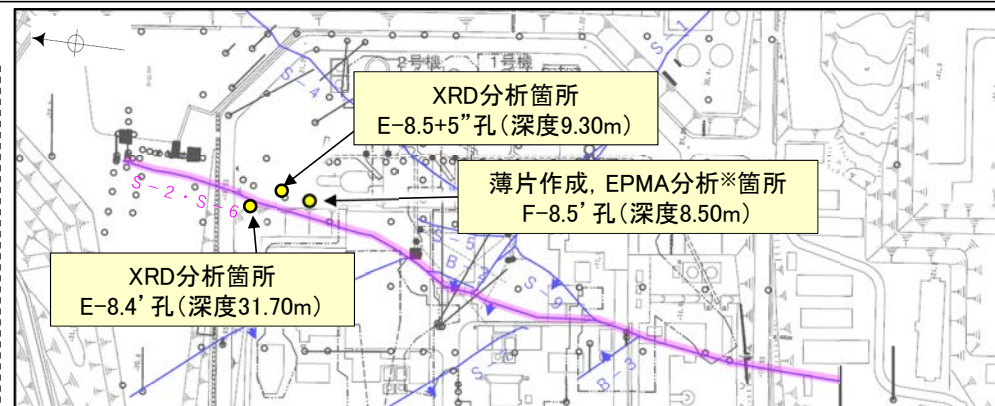 2号機
1号機
S-1
S-4
XRD分析箇所
E-8.5+5”孔(深度9.30m)
薄片作成, EPMA分析※箇所
F-8.5’孔(深度8.50m)
S-2・S-6
XRD分析箇所
E-8.4’孔(深度31.70m)
S-5
B-2
S-9
B-3